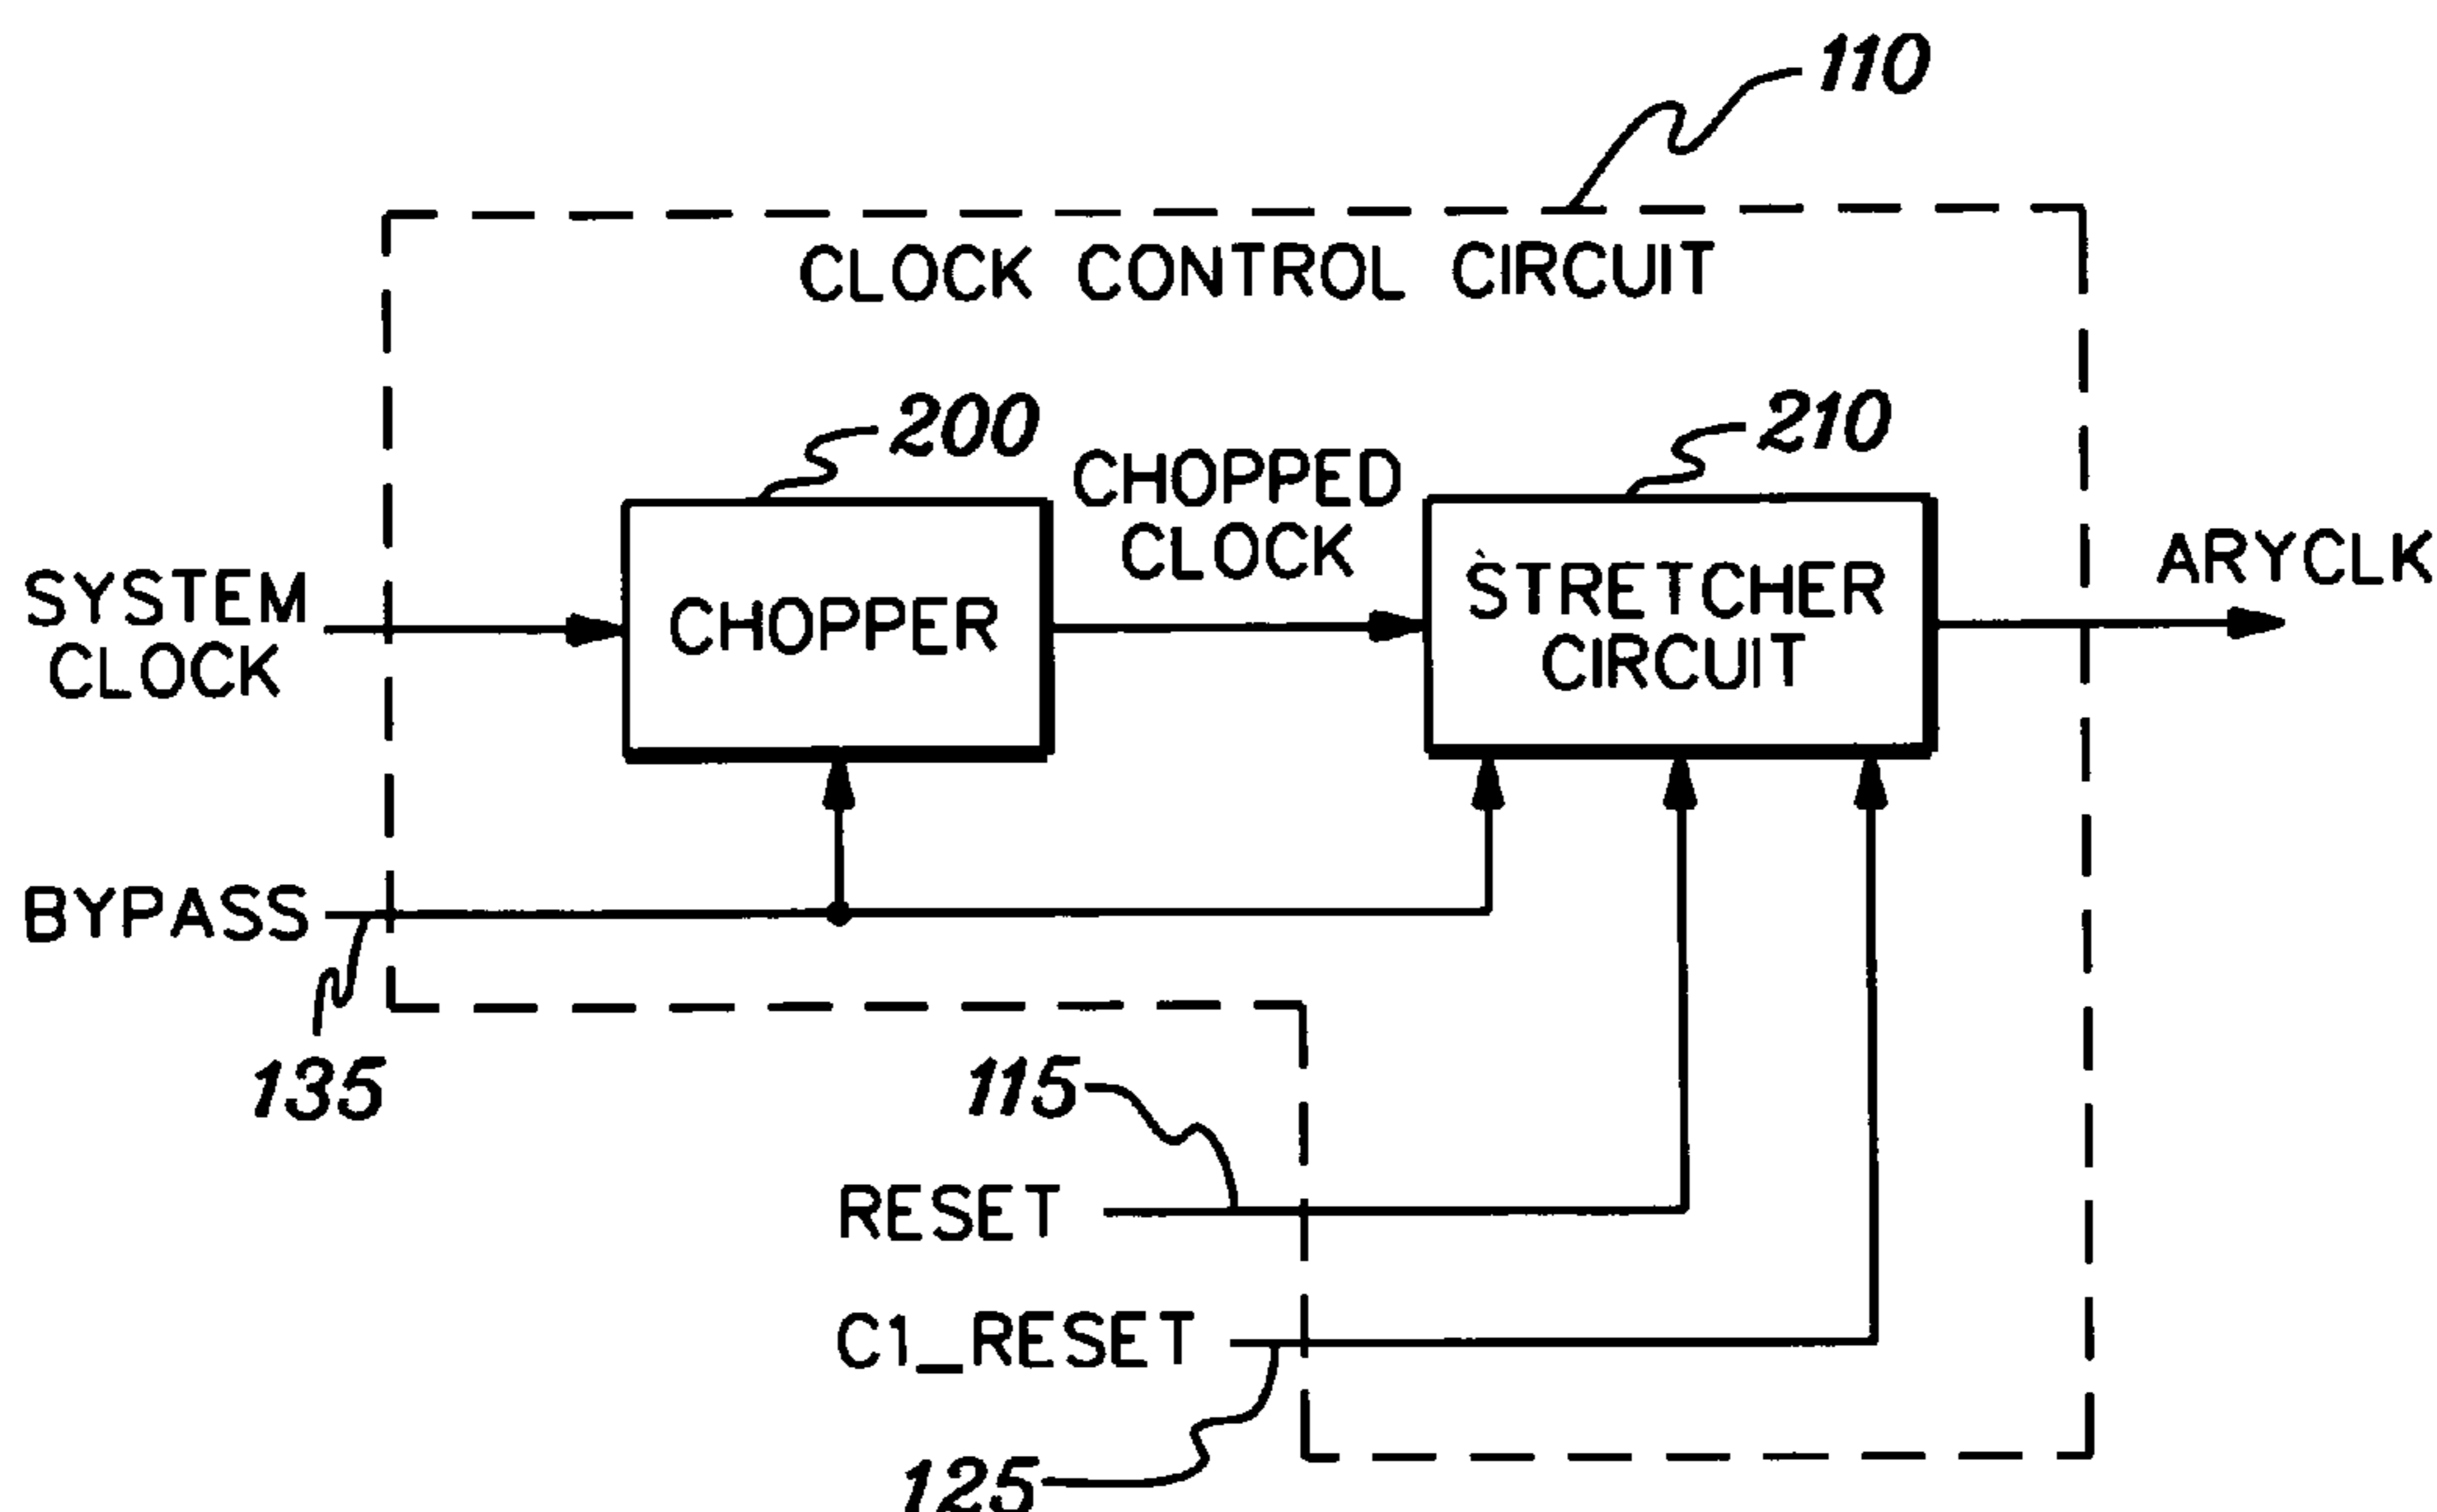 110
CLOCK CONTROL CIRCUIT
200
210
CHOPPED
CLOCK
ARYCLK
SYSTEM
CLOCK
CHOPPER
STRETCHER
CIRCUIT
BYPASS
135
115
RESET
C1_RESET
125